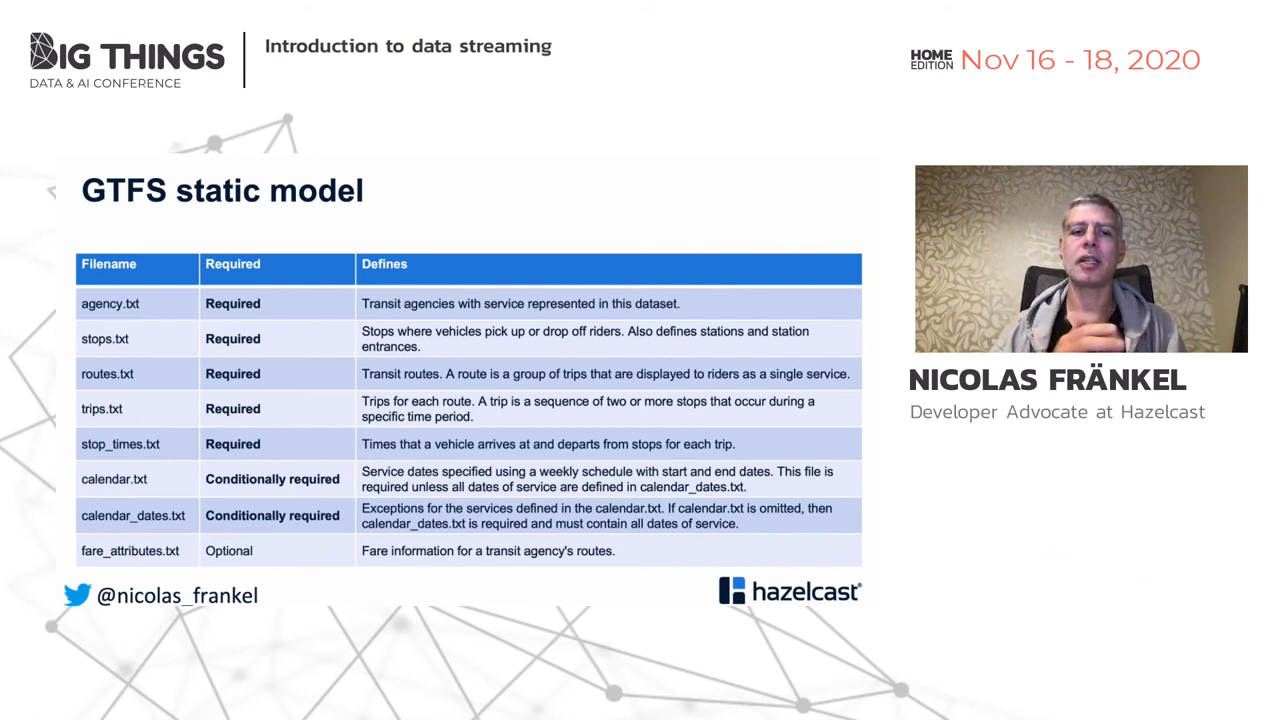 BIG THINGS
DATA & AI CONFERENCE
Introduction to data streaming
HOME
EDITION
Nov 16 - 18, 2020
GTFS static model
Filename Required Defines
agency.txt Required Transit agencies with service represented in this dataset.
stops.txt Required Stops where vehicles pick up or drop off riders. Also defines stations and station
entrances.
routes.txt Required Transit routes. A route is a group of trips that are displayed to riders as a single service.
trips.txt Required Trips for each route. A trip is a sequence of two or more stops that occur during a
specific time period.
stop_times.txt Required Times that a vehicle arrives at and departs from stops for each trip.
calendar.txt Conditionally required Service dates specified using a weekly schedule with start and end dates. This file is
required unless all dates of service are defined in calendar_dates.txt.
calendar_dates.txt Conditionally required Exceptions for the services defined in the calendar.txt. If calendar.txt is omitted, then
calendar_dates.txt is required and must contain all dates of service.
fare_attributes.txt Optional Fare information for a transit agency's routes.
@nicolas_frankel
hazelcast
NICOLAS FRÄNKEL
Developer Advocate at Hazelcast